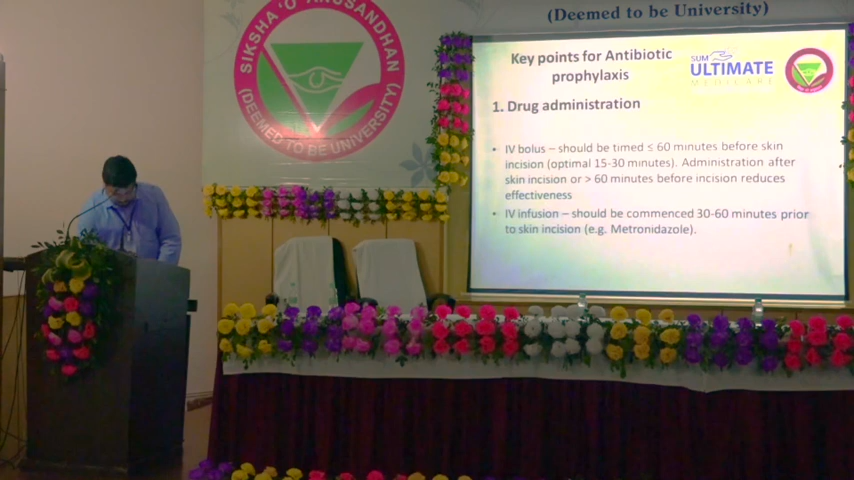 SIKSHA 'O' ANUSANDHAN
(DEEMED TO BE UNIVERSITY)
(Deemed to be University)
Key points for Antibiotic
prophylaxis
SUM
ULTIMATE
MEDICARE
1. Drug administration
• IV bolus – should be timed ≤ 60 minutes before skin
incision (optimal 15-30 minutes). Administration after
skin incision or > 60 minutes before incision reduces
effectiveness
• IV infusion – should be commenced 30-60 minutes prior
to skin incision (e.g. Metronidazole).